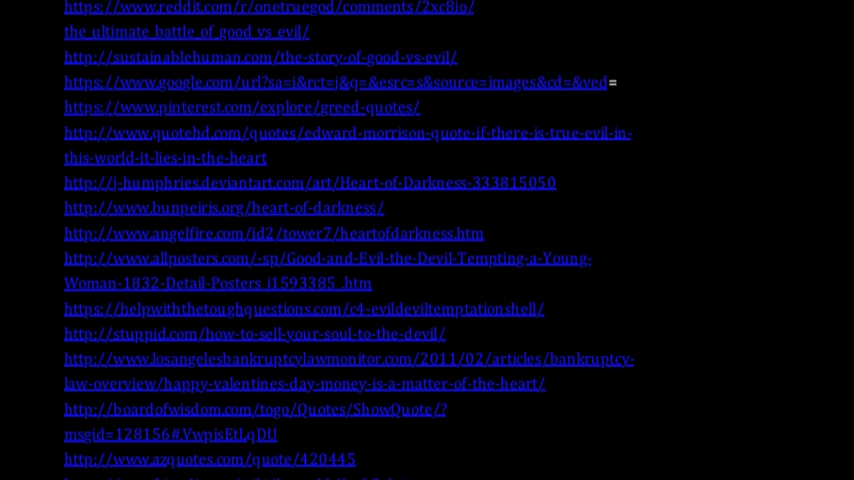 https://www.reddit.com/r/onetruegod/comments/2xc8io/
the_ultimate_battle_of_good_vs_evil/
http://sustainablehuman.com/the-story-of-good-vs-evil/
https://www.google.com/url?sa=i&rct=j&q=&esrc=s&source=images&cd=&ved=
https://www.pinterest.com/explore/greed-quotes/
http://www.quotehd.com/quotes/edward-morrison-quote-if-there-is-true-evil-in-
this-world-it-lies-in-the-heart
http://j-humphries.deviantart.com/art/Heart-of-Darkness-333815050
http://www.bunpeiris.org/heart-of-darkness/
http://www.angelfire.com/id2/tower7/heartofdarkness.htm
http://www.allposters.com/-sp/Good-and-Evil-the-Devil-Tempting-a-Young-
Woman-1832-Detail-Posters_i1593385_.htm
https://helpwiththetoughquestions.com/c4-evildeviltemptationshell/
http://stuppid.com/how-to-sell-your-soul-to-the-devil/
http://www.losangelesbankruptcylawmonitor.com/2011/02/articles/bankruptcy-
law-overview/happy-valentines-day-money-is-a-matter-of-the-heart/
http://boardofwisdom.com/togo/Quotes/ShowQuote/?
msgid=128156#.VwpisEtLqDU
http://www.azquotes.com/quote/420445